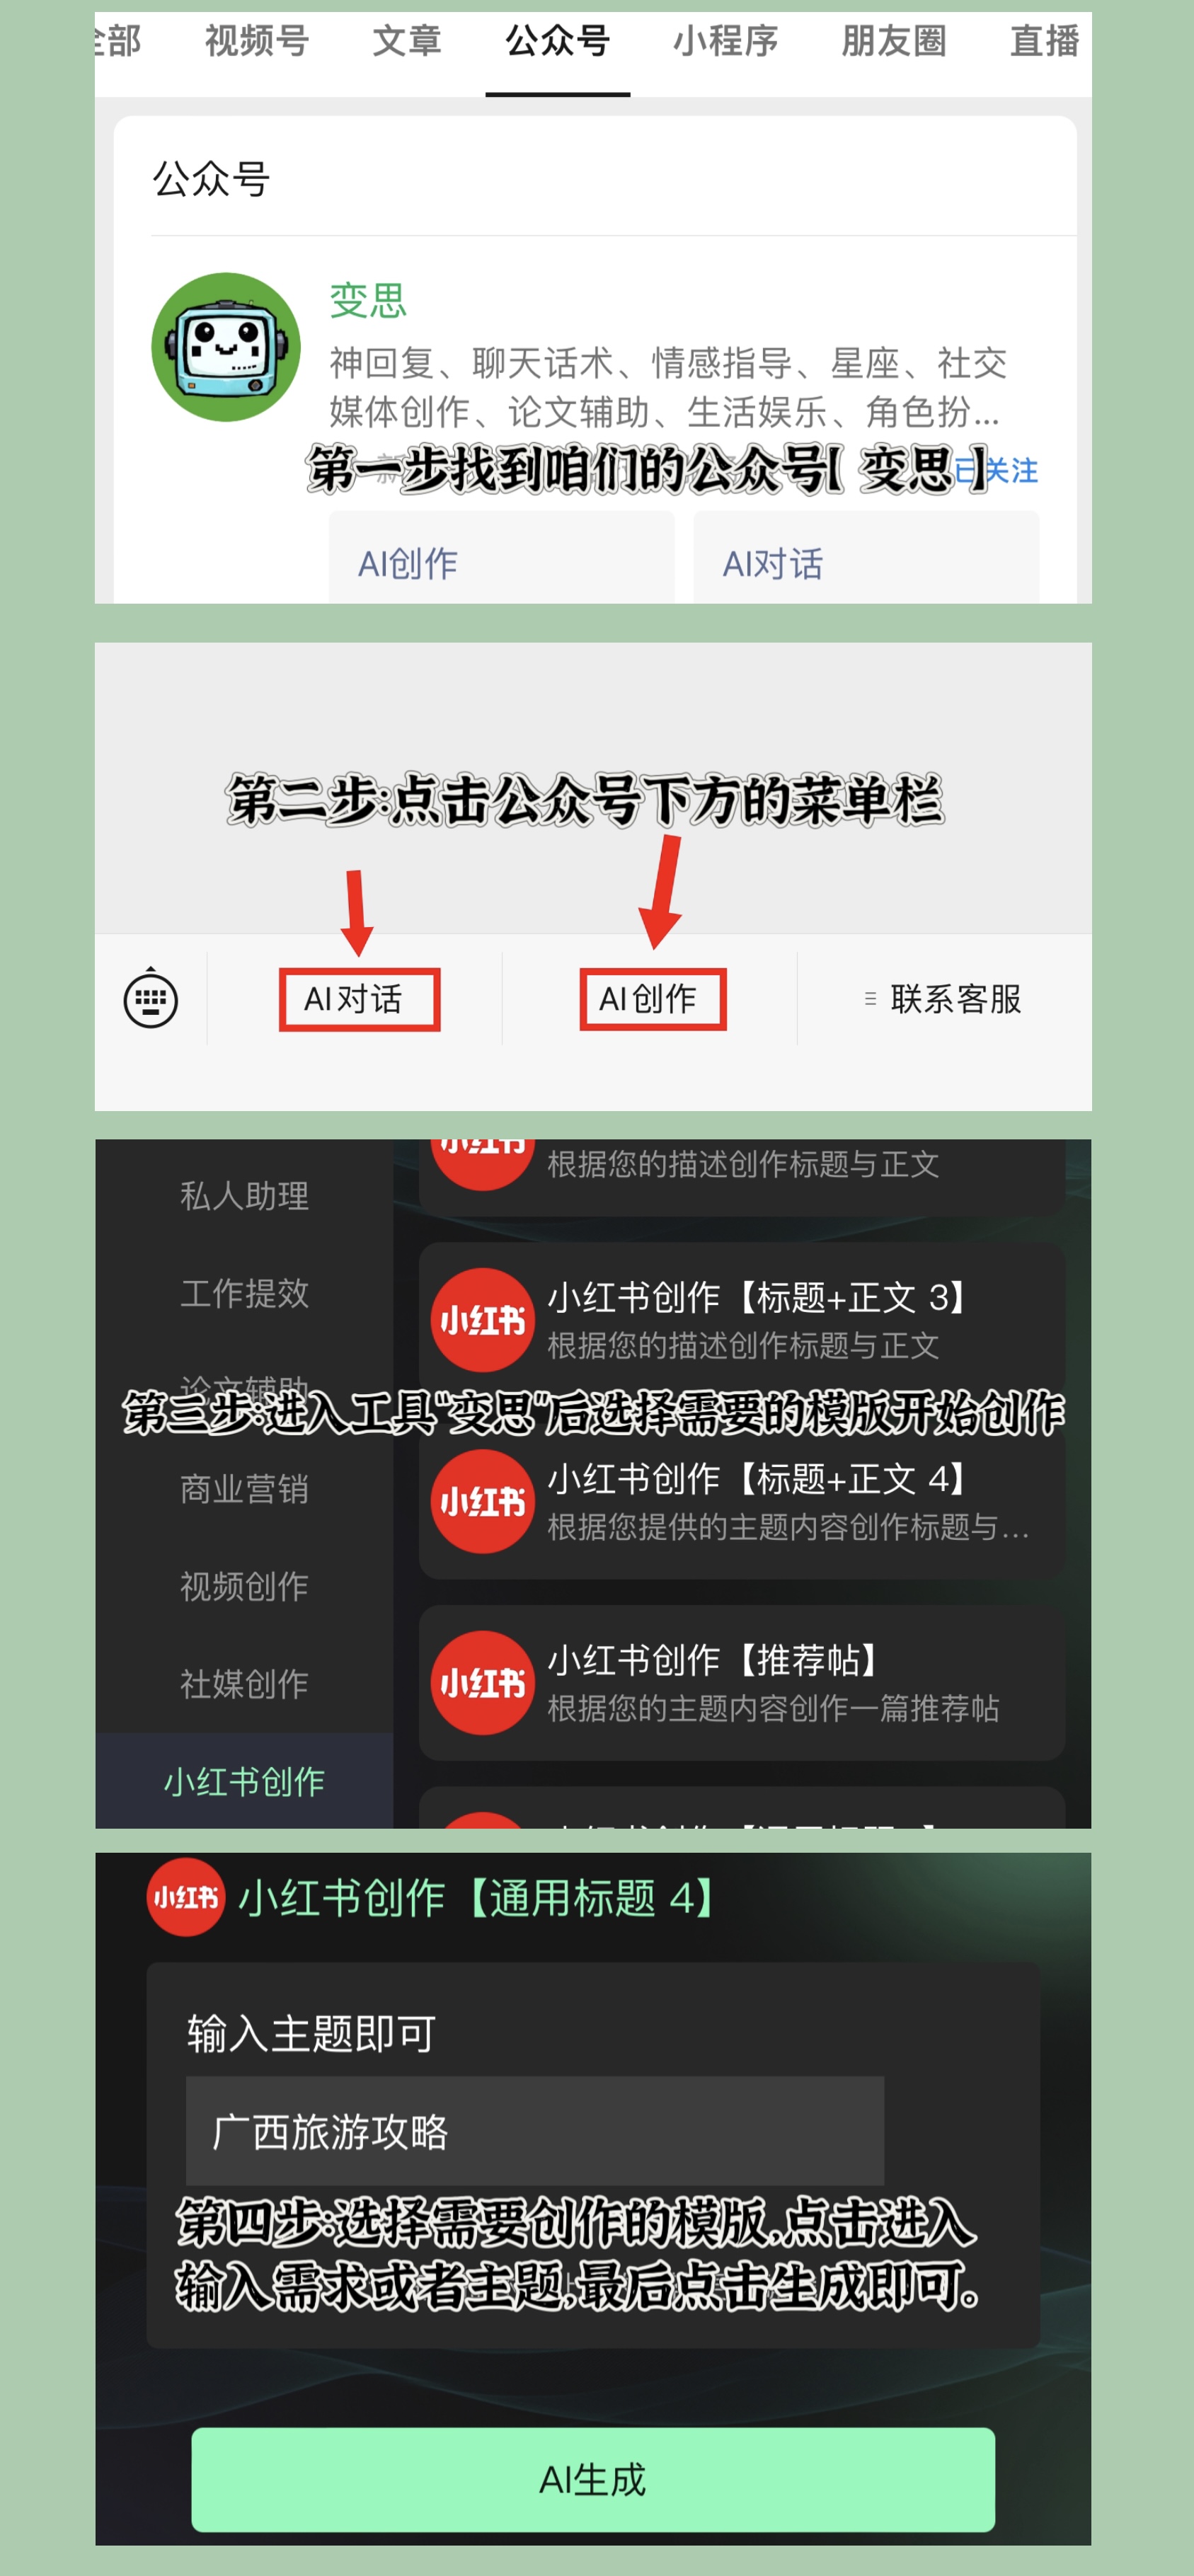 全部 视频号 文章 公众号 小程序 朋友圈 直播
公众号
变思
神回复、聊天话术、情感指导、星座、社交
媒体创作、论文辅助、生活娱乐、角色扮...
第一步找到咱们的公众号【 变思 】
已关注
AI创作 AI对话
第二步:点击公众号下方的菜单栏
AI对话 AI创作 联系客服
小红书
根据您的描述创作标题与正文
私人助理
小红书 小红书创作【标题+正文 3】
工作提效
根据您的描述创作标题与正文
论文辅助
第三步:进入工具“变思”后选择需要的模版开始创作
小红书 小红书创作【标题+正文 4】
商业营销
根据您提供的主题内容创作标题与...
视频创作
小红书 小红书创作【推荐帖】
社媒创作
根据您的主题内容创作一篇推荐帖
小红书创作
小红书 小红书创作【通用标题 4】
输入主题即可
广西旅游攻略
第四步:选择需要创作的模版,点击进入
输入需求或者主题,最后点击生成即可。
AI生成